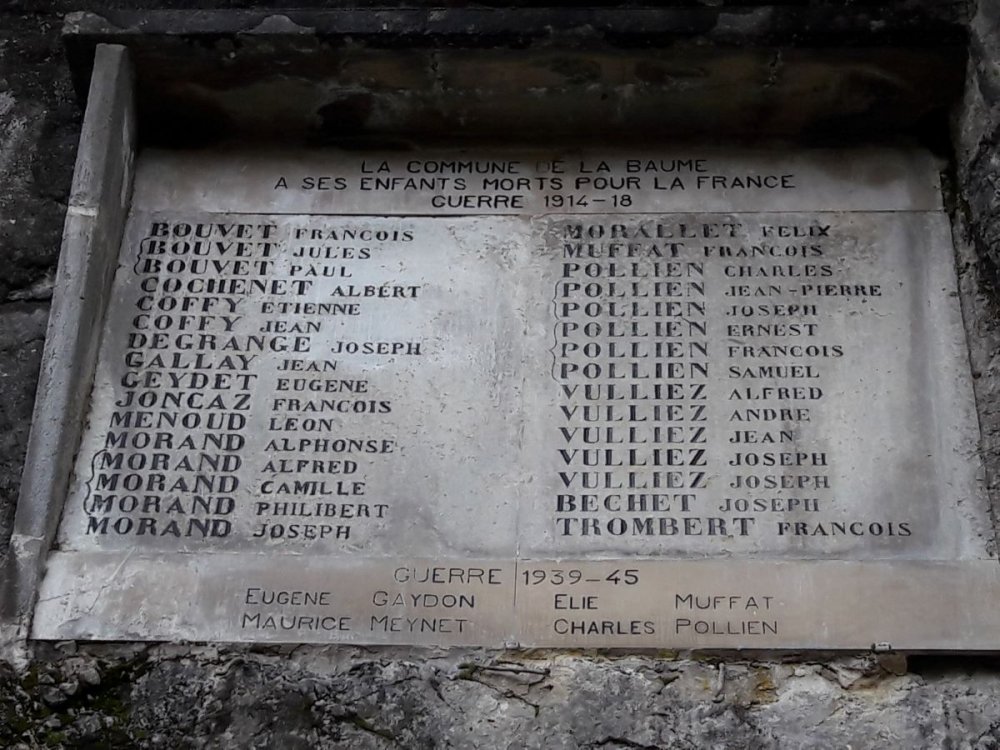 LA COMMUNE DE LA BAUME
A SES ENFANTS MORTS POUR LA FRANCE
GUERRE 1914-18
BOUVET FRANCOIS
BOUVET JULES
BOUVET PAUL
COCHENET ALBERT
COFFY ETIENNE
COFFY JEAN
DEGRANGE JOSEPH
GALLAY JEAN
GEYDET EUGENE
JONCAZ FRANCOIS
MENOUD LEON
MORAND ALPHONSE
MORAND ALFRED
MORAND CAMILLE
MORAND PHILIBERT
MORAND JOSEPH
MORALLET FELIX
MUFFAT FRANCOIS
POLLIEN CHARLES
POLLIEN JEAN-PIERRE
POLLIEN JOSEPH
POLLIEN ERNEST
POLLIEN FRANCOIS
POLLIEN SAMUEL
VULLIEZ ALFRED
VULLIEZ ANDRE
VULLIEZ JEAN
VULLIEZ JOSEPH
VULLIEZ JOSEPH
BECHET JOSEPH
TROMBERT FRANCOIS
GUERRE 1939-45
EUGENE GAYDON
MAURICE MEYNET
ELIE MUFFAT
CHARLES POLLIEN